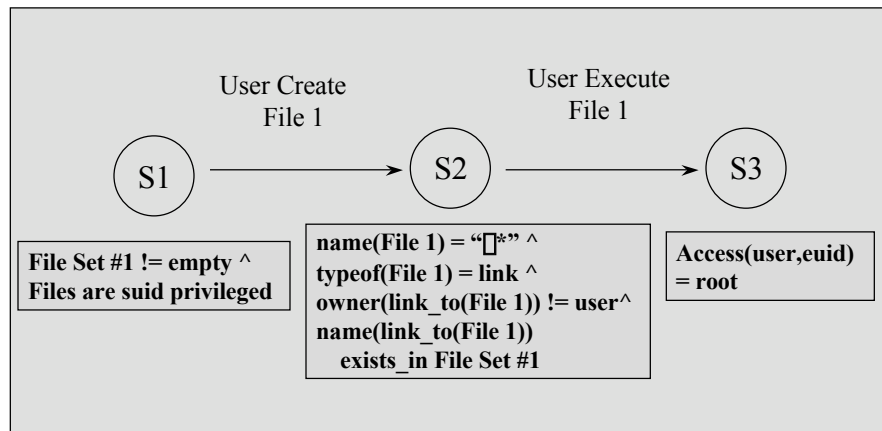 User Create
File 1
User Execute
File 1
S1
S2
S3
File Set #1 != empty ^
Files are suid privileged
name(File 1) = “▯*” ^
typeof(File 1) = link ^
owner(link_to(File 1)) != user^
name(link_to(File 1))
exists_in File Set #1
Access(user,euid)
= root